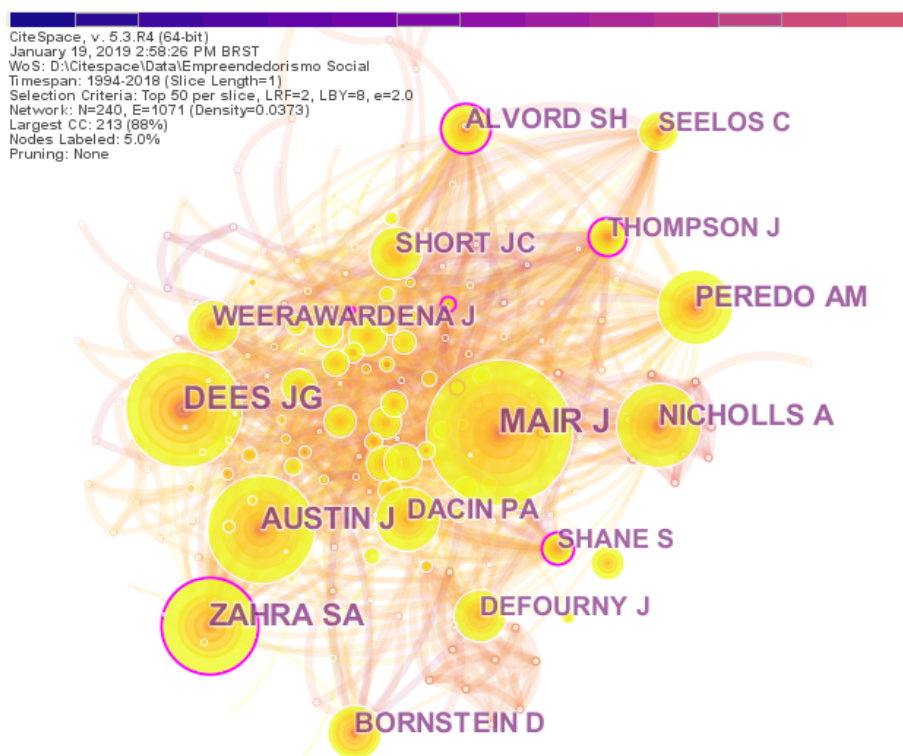 CiteSpace, v. 5.3.R4 (64-bit)
January 19, 2019 2:58:26 PM BRST
WoS: D:\Citespace\Data\Empreendedorismo Social
Timespan: 1994-2018 (Slice Length=1)
Selection Criteria: Top 50 per slice, LRF=2, LBY=8, e=2.0
Network: N=240, E=1071 (Density=0.0373)
Largest CC: 213 (88%)
Nodes Labeled: 5.0%
Pruning: None
ALVORD SH
SEELOS C
THOMPSON J
SHORT JC
PEREDO AM
WEERAWARDENA J
DEES JG
MAIR J
NICHOLLS A
AUSTIN J
DACIN PA
SHANE S
ZAHRA SA
DEFOURNY J
BORNSTEIN D